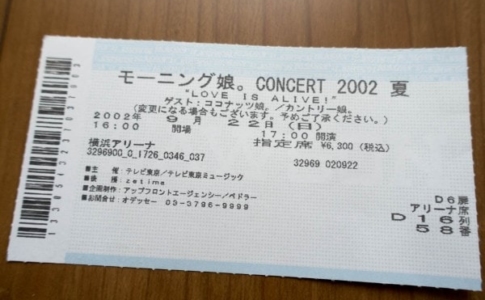 モーニング娘。CONCERT 2002 夏
"LOVE IS ALIVE!"
ゲスト:ココナッツ娘。/カントリー娘。
(変更になる場合もございます。予めご了承ください。)
2002年 9月 22日(日)
16:00 開場 17:00 開演
横浜アリーナ 指定席 ¥6,300(税込)
3296900_0_1726_0346_037 32969 020922
■主 催:テレビ東京/テレビ東京ミュージック
■後 援:zetima
■企画制作:アップフロントエージェンシー/ペドラー
■お問合せ:オデッセー 03-3796-9999
D6扉
アリーナ席
D16列
58番